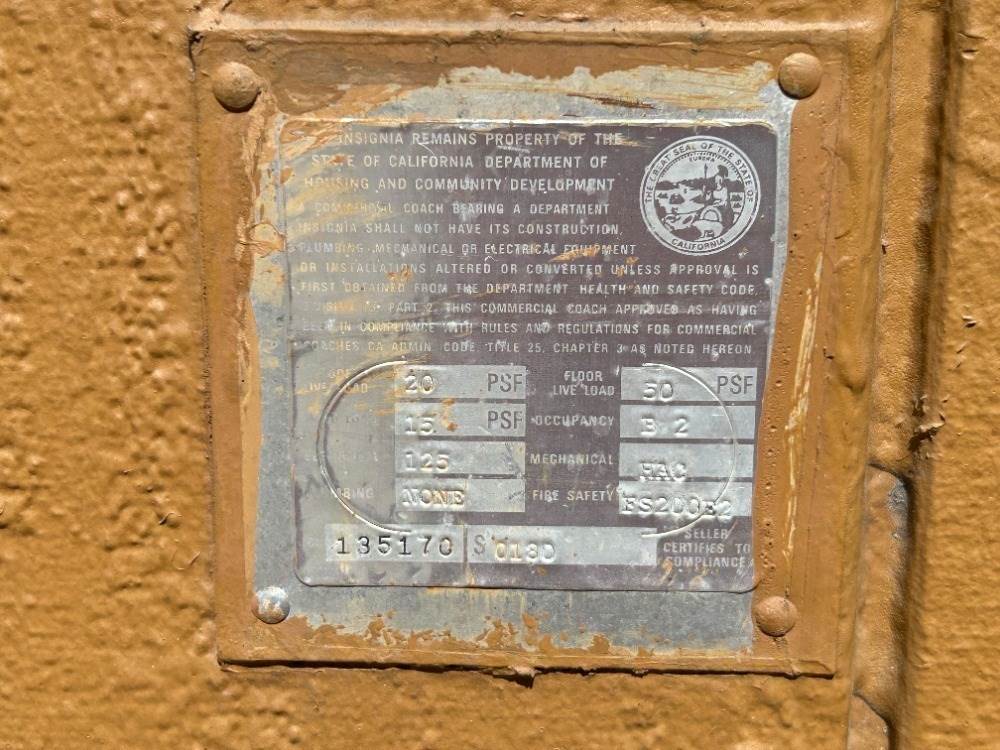 INSIGNIA REMAINS PROPERTY OF THE
STATE OF CALIFORNIA DEPARTMENT OF
HOUSING AND COMMUNITY DEVELOPMENT
COMMERCIAL COACH BEARING A DEPARTMENT
INSIGNIA SHALL NOT HAVE ITS CONSTRUCTION,
PLUMBING, MECHANICAL OR ELECTRICAL EQUIPMENT
OR INSTALLATIONS ALTERED OR CONVERTED UNLESS APPROVAL IS
FIRST OBTAINED FROM THE DEPARTMENT HEALTH AND SAFETY CODE
PART 2. THIS COMMERCIAL COACH APPROVED AS HAVING
BEEN IN COMPLIANCE WITH RULES AND REGULATIONS FOR COMMERCIAL
COACHES CA ADMIN. CODE, TITLE 25, CHAPTER 3 AS NOTED HEREON.
THE GREAT SEAL OF THE STATE OF CALIFORNIA
EUREKA
LIVE LOAD 20 PSF FLOOR LIVE LOAD 50 PSF
15 PSF OCCUPANCY B 2
125 MECHANICAL HAC
NONE FIRE SAFETY
135170 $
SELLER
CERTIFIES TO
COMPLIANCE